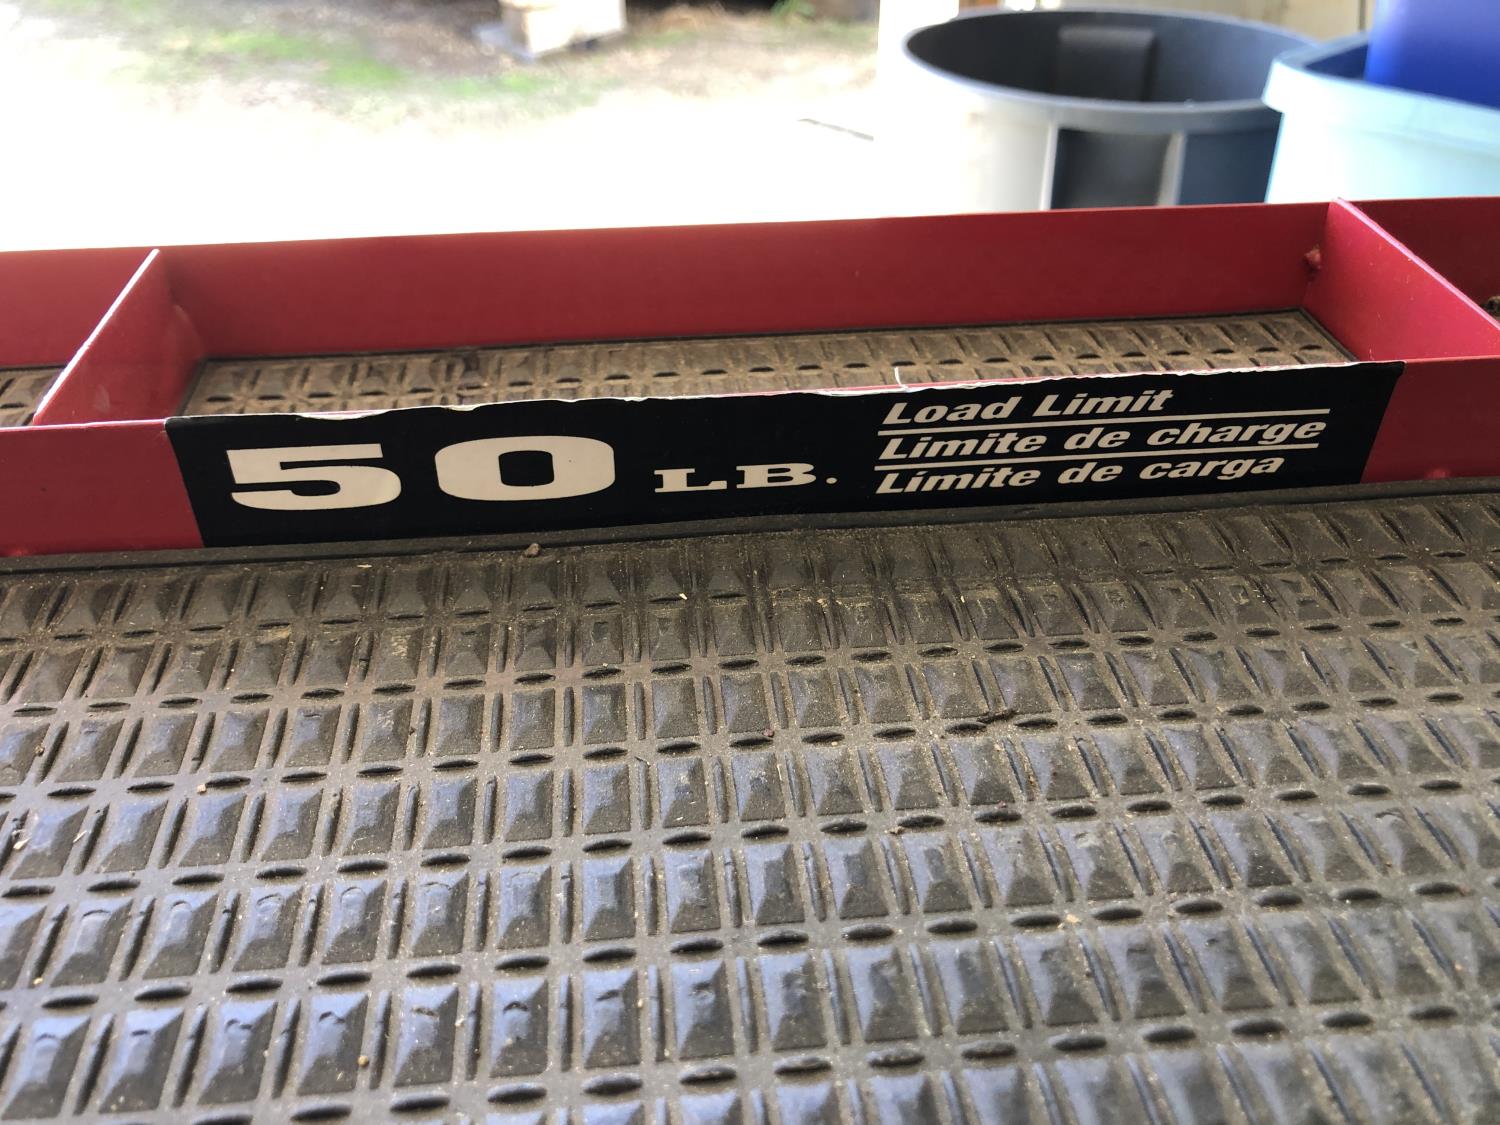 50 LB.
Load Limit
Limite de charge
Límite de carga